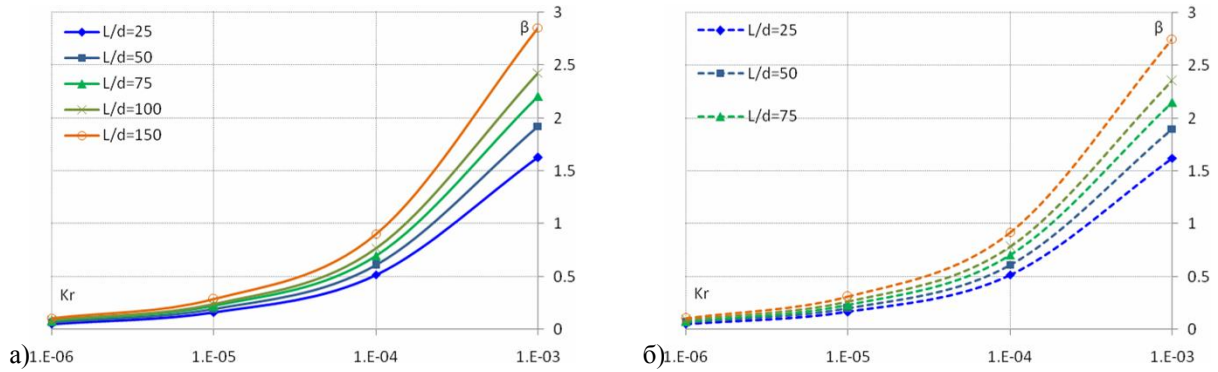 L/d=25
L/d=50
L/d=75
L/d=100
L/d=150
β
3
2.5
2
1.5
1
0.5
0
Kr
а) 1.E-06 1.E-05 1.E-04 1.E-03
L/d=25
L/d=50
L/d=75
β
3
2.5
2
1.5
1
0.5
0
Kr
б) 1.E-06 1.E-05 1.E-04 1.E-03